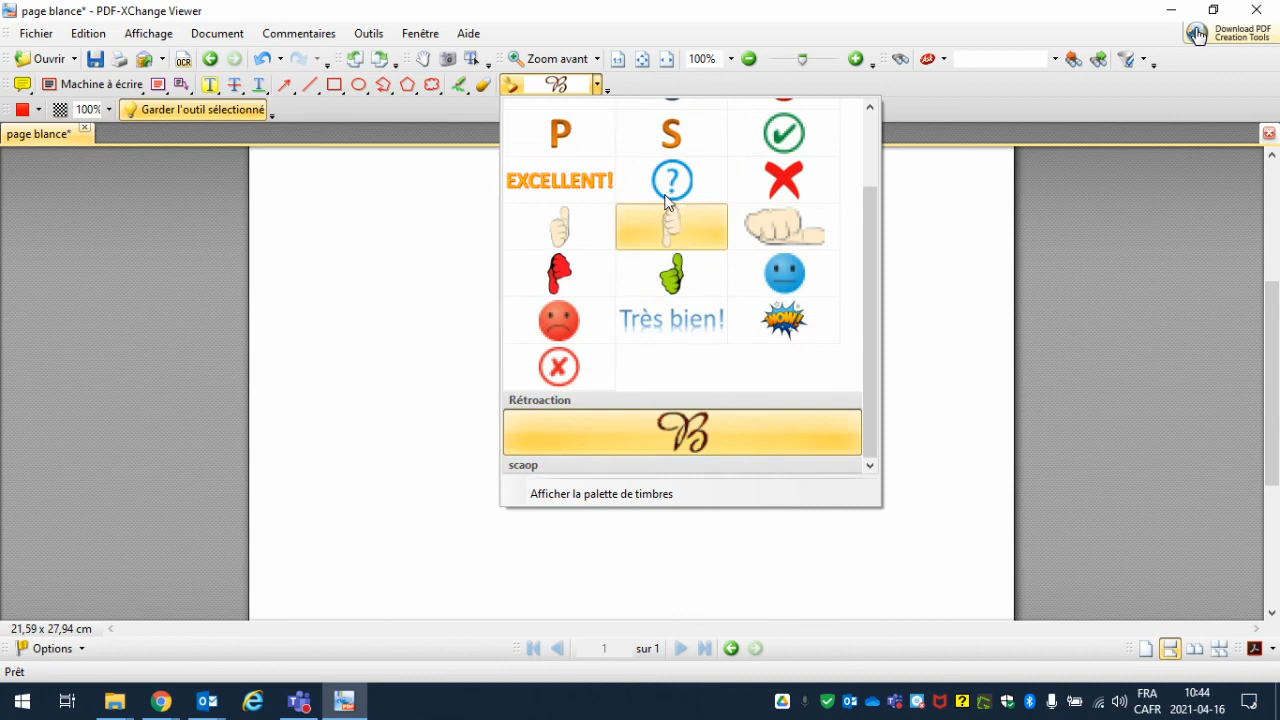 page blance* - PDF-XChange Viewer
Fichier Edition Affichage Document Commentaires Outils Fenêtre Aide
Download PDF
Creation Tools
Ouvrir OCR Zoom avant 100%
Machine à écrire T T T B
100% Garder l'outil sélectionné
page blance*
P S
EXCELLENT! ?
Très bien! WOW!
Rétroaction
B
scaop
Afficher la palette de timbres
21,59 x 27,94 cm
Options 1 sur 1
Prêt
FRA 10:44
CAFR 2021-04-16